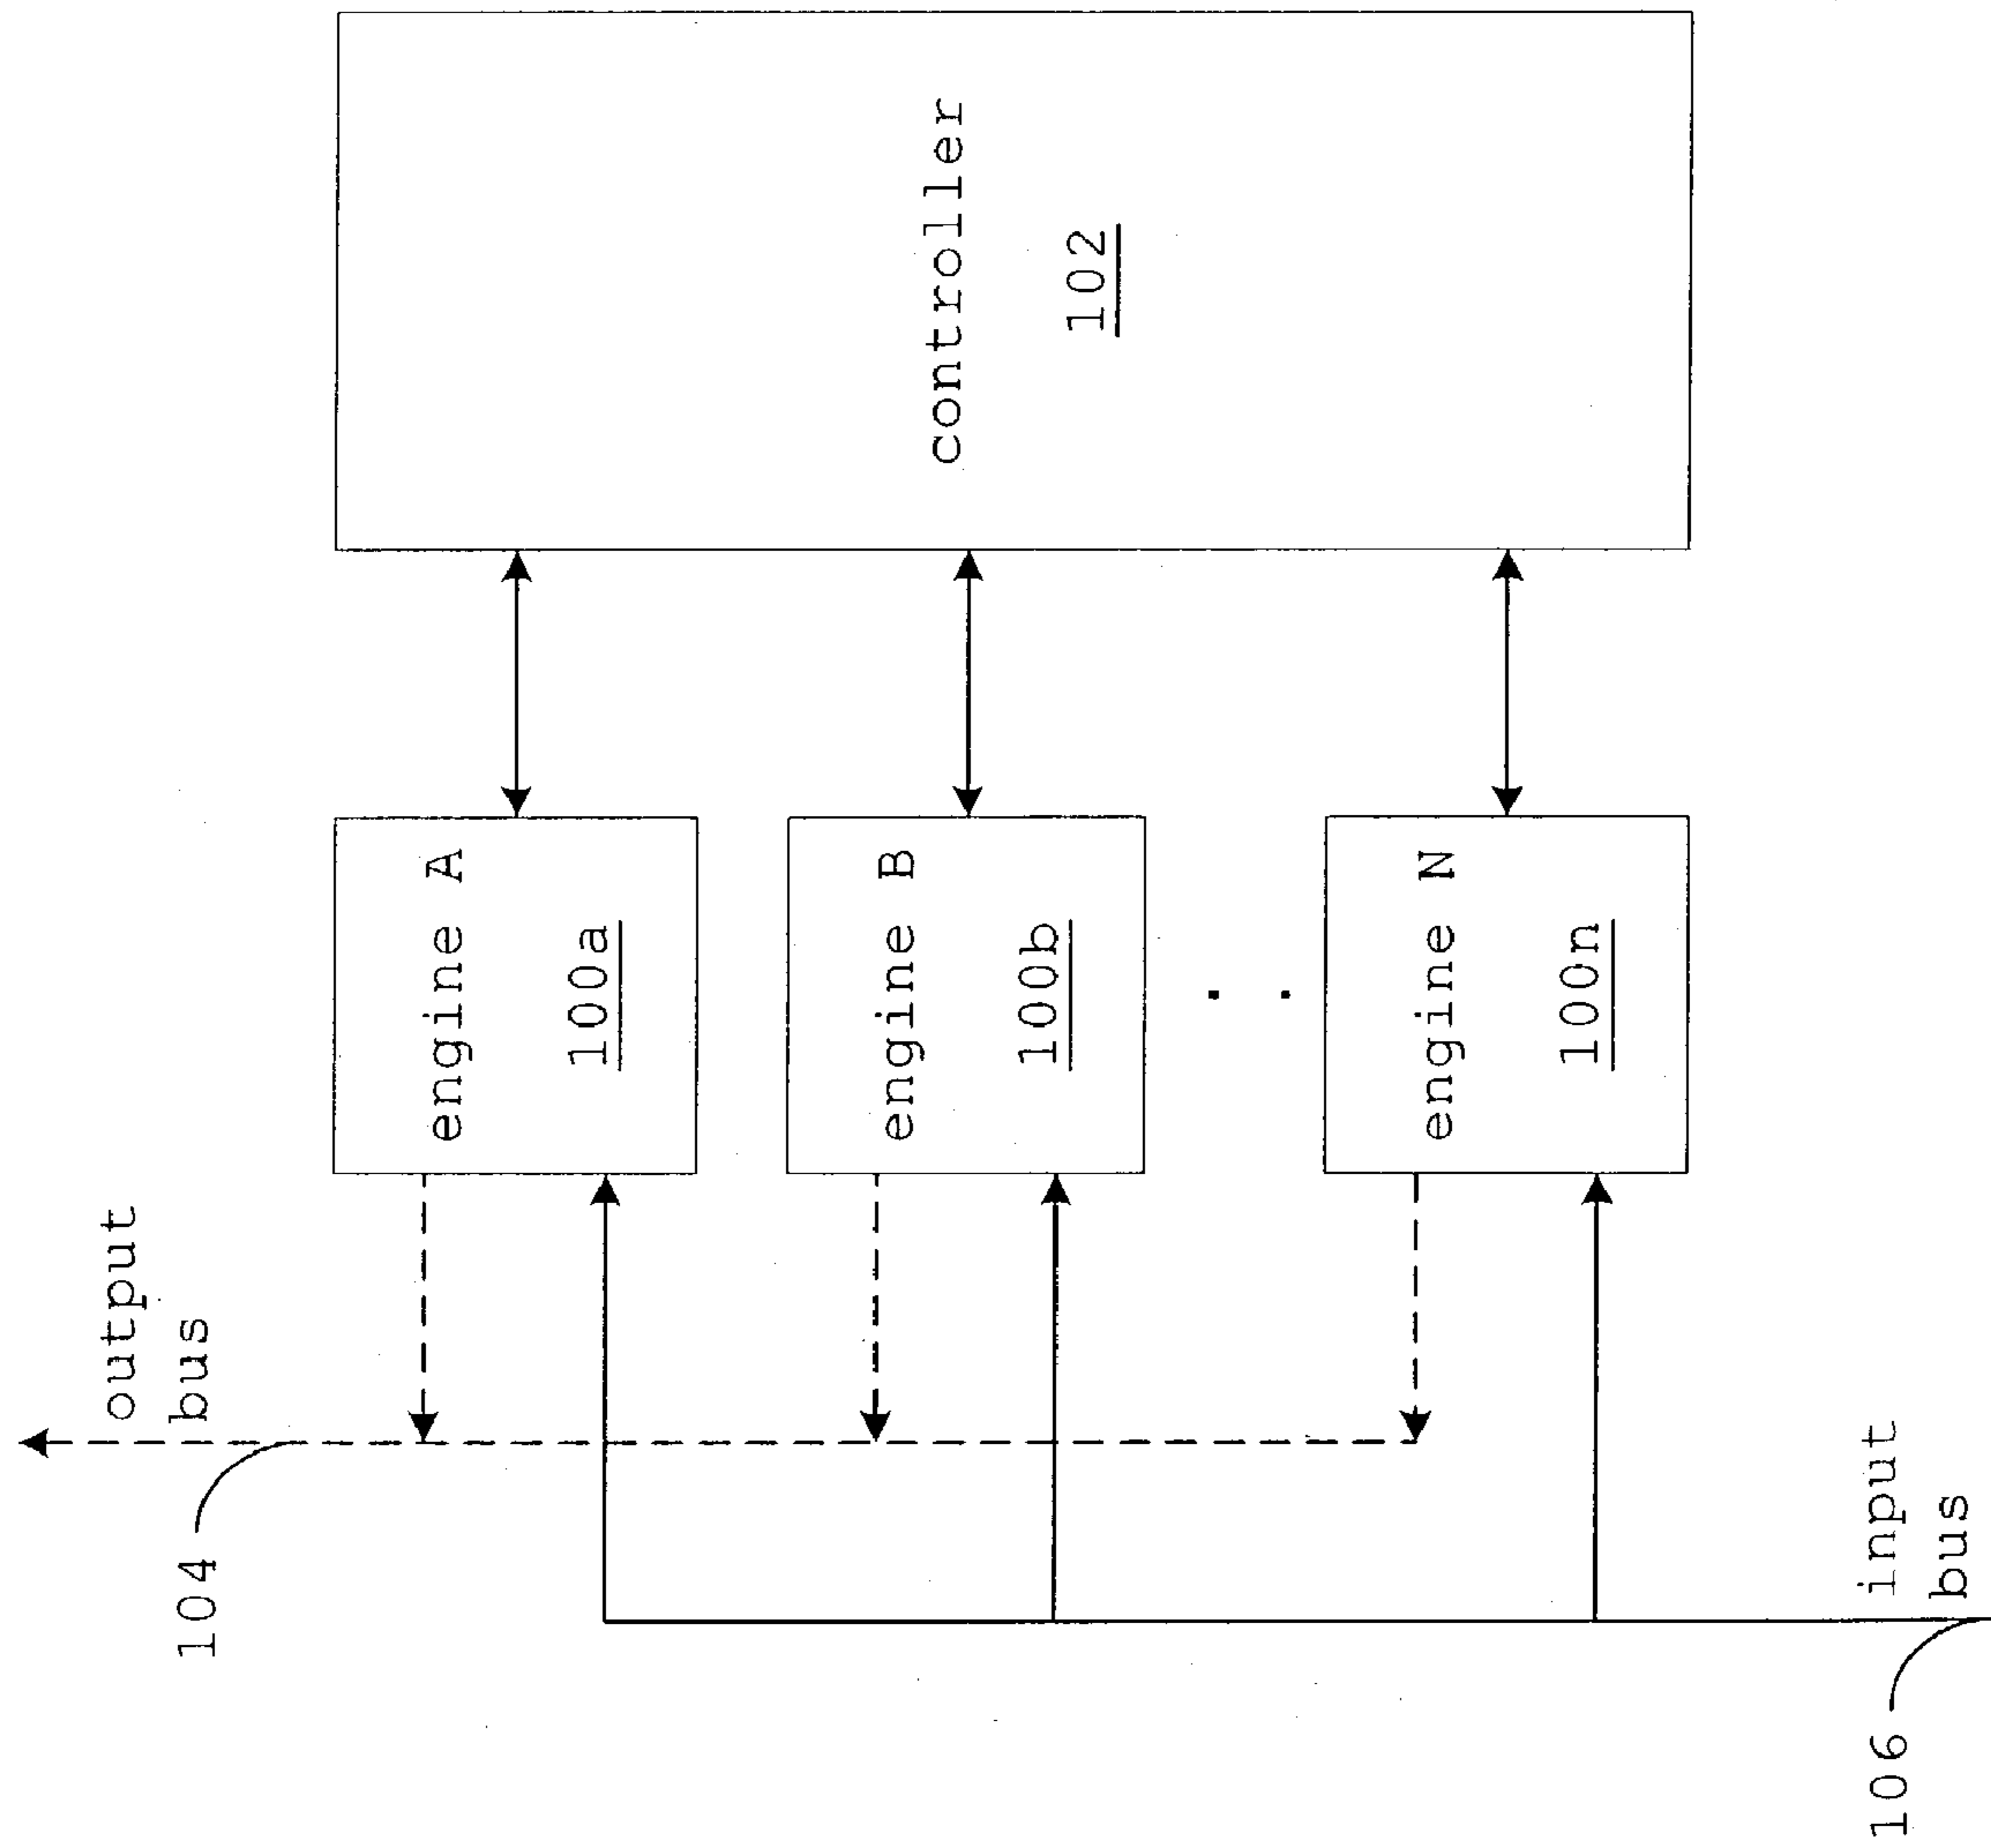 output
bus
104
engine A
100a
engine B
100b
. .
engine N
100n
controller
102
input
bus
106